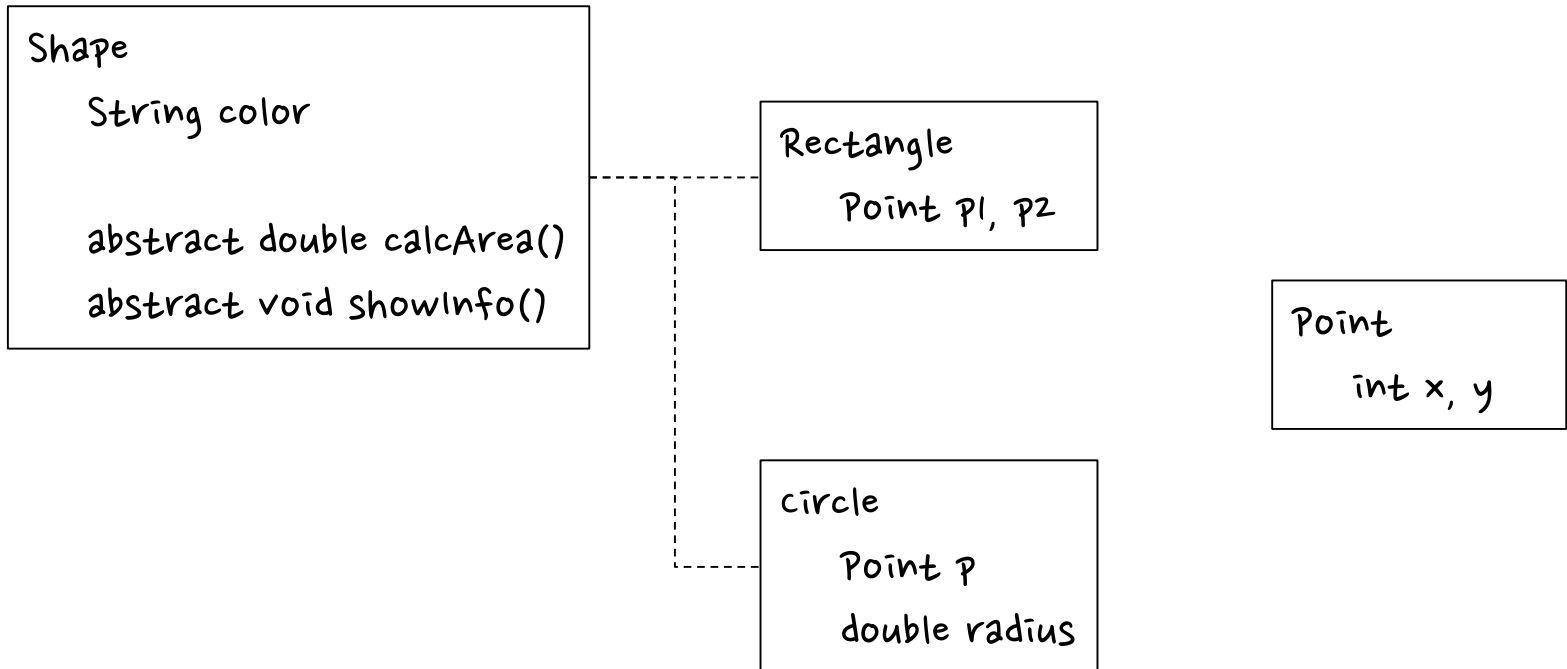 Shape
String color
abstract double calcArea()
abstract void showInfo()
Rectangle
Point p1, p2
Circle
Point p
double radius
Point
int x, y